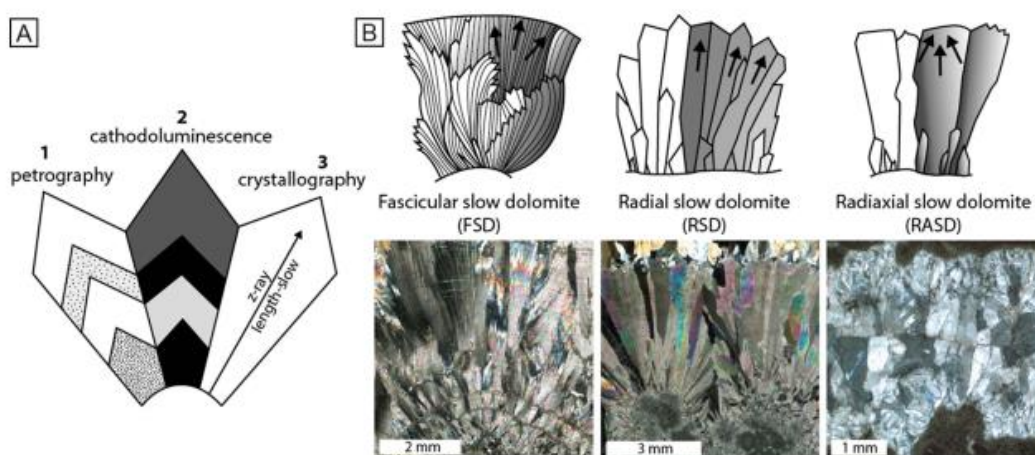 A
2
cathodoluminescence
1
petrography
3
crystallography
z-ray
length-slow
B
Fascicular slow dolomite
(FSD)
Radial slow dolomite
(RSD)
Radiaxial slow dolomite
(RASD)
2 mm
3 mm
1 mm